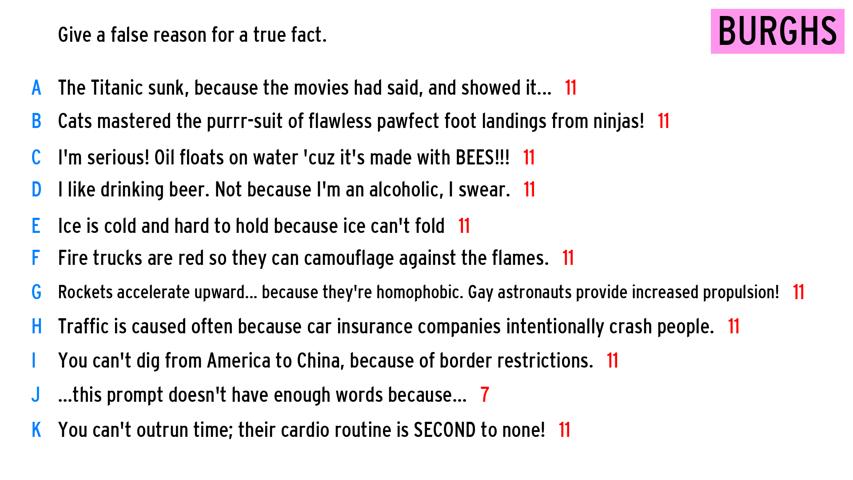 Give a false reason for a true fact.
BURGHS
A The Titanic sunk, because the movies had said, and showed it... 11
B Cats mastered the purrr-suit of flawless pawfect foot landings from ninjas! 11
C I'm serious! Oil floats on water 'cuz it's made with BEES!!! 11
D I like drinking beer. Not because I'm an alcoholic, I swear. 11
E Ice is cold and hard to hold because ice can't fold 11
F Fire trucks are red so they can camouflage against the flames. 11
G Rockets accelerate upward... because they're homophobic. Gay astronauts provide increased propulsion! 11
H Traffic is caused often because car insurance companies intentionally crash people. 11
I You can't dig from America to China, because of border restrictions. 11
J ...this prompt doesn't have enough words because... 7
K You can't outrun time; their cardio routine is SECOND to none! 11